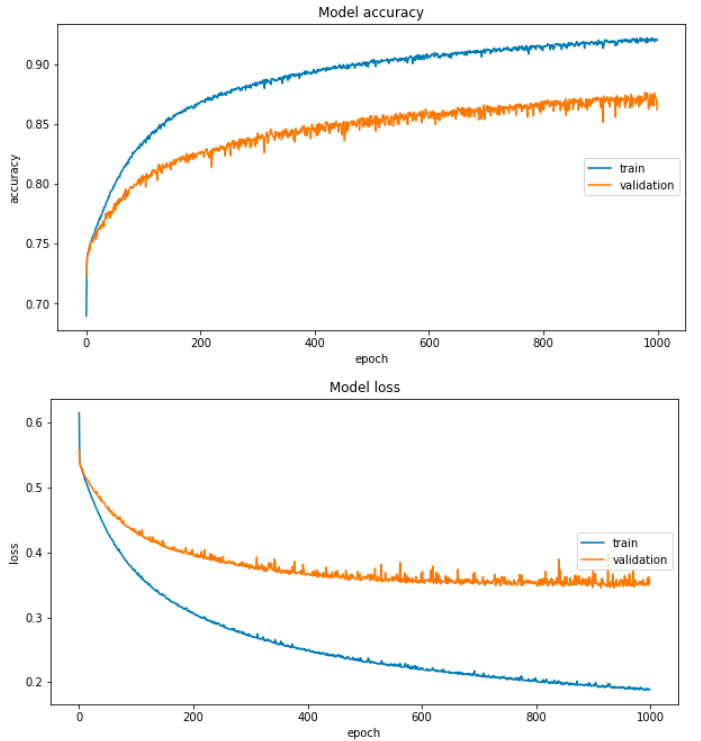 Model accuracy
0.90
0.85
0.80
0.75
0.70
accuracy
train
validation
0 200 400 600 800 1000
epoch
Model loss
0.6
0.5
0.4
0.3
0.2
loss
train
validation
0 200 400 600 800 1000
epoch